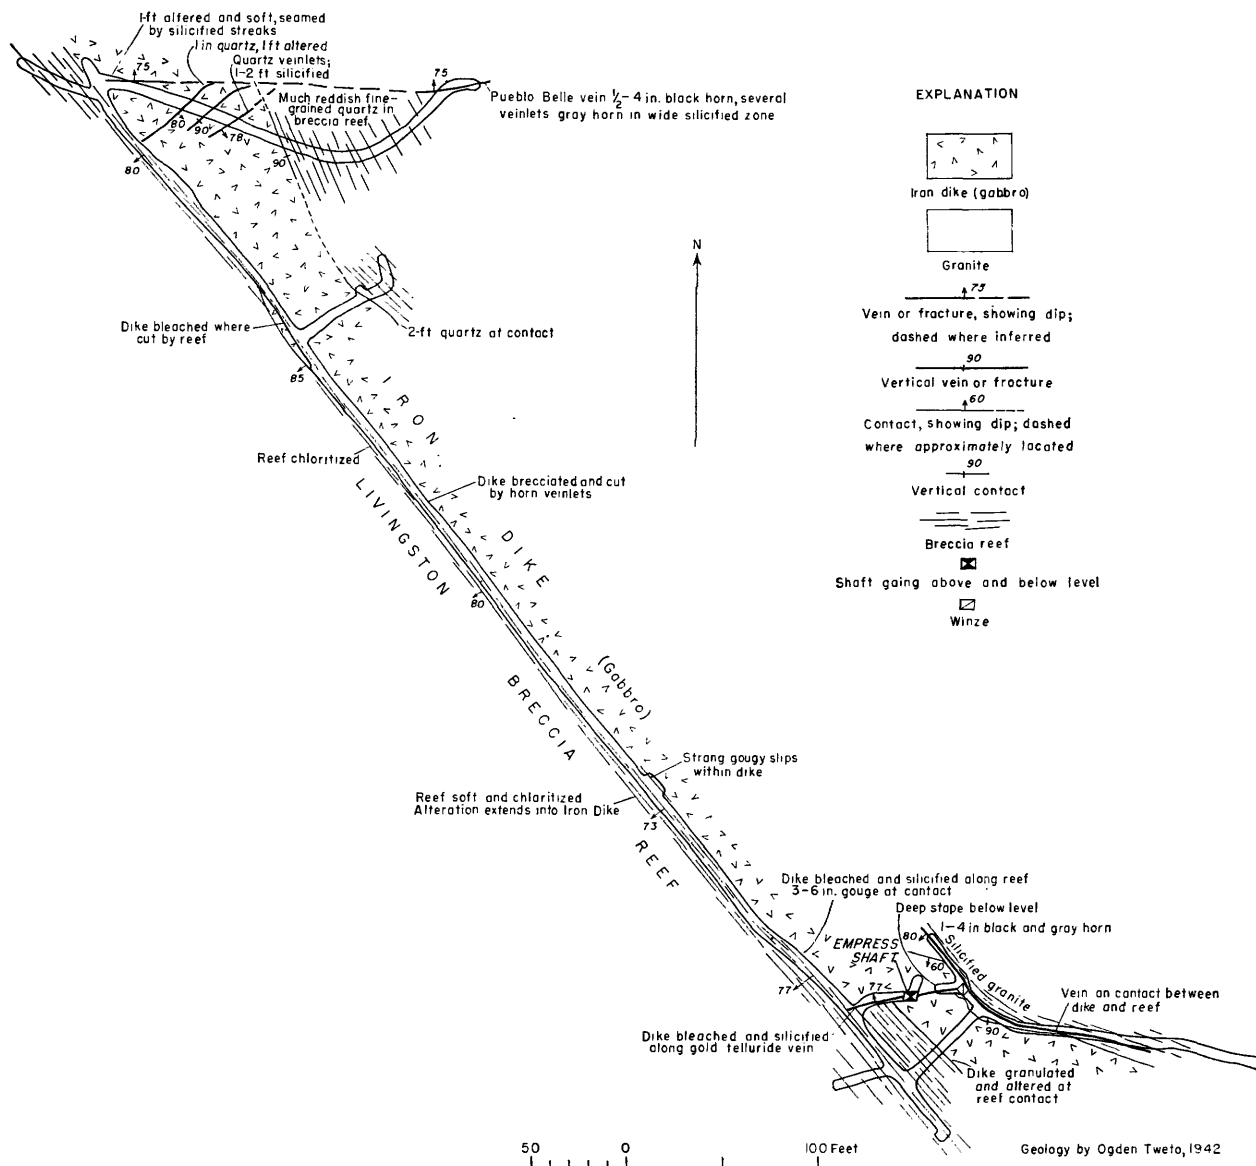 1-ft altered and soft, seamed
by silicified streaks
1 in quartz, 1 ft altered
Quartz veinlets;
1-2 ft silicified
75
75
Much reddish fine-
grained quartz in
breccia reef
Pueblo Belle vein ½-4 in. black horn, several
veinlets gray horn in wide silicified zone
80
90
78
90
80
Dike bleached where
cut by reef
2-ft quartz at contact
85
IRON DIKE
(Gabbro)
Reef chloritized
Dike brecciated and cut
by horn veinlets
LIVINGSTON BRECCIA REEF
80
Strong gougy slips
within dike
Reef soft and chloritized
Alteration extends into Iron Dike
73
Dike bleached and silicified along reef
3-6 in. gouge at contact
Deep stope below level
1-4 in black and gray horn
80
EMPRESS
SHAFT
60
Silicified granite
77
77
Vein on contact between
dike and reef
90
Dike bleached and silicified
along gold telluride vein
Dike granulated
and altered at
reef contact
EXPLANATION
Iron dike (gabbro)
Granite
75
Vein or fracture, showing dip;
dashed where inferred
90
Vertical vein or fracture
60
Contact, showing dip; dashed
where approximately located
90
Vertical contact
Breccia reef
Shaft going above and below level
Winze
N
50 0 100 Feet
Geology by Ogden Tweto, 1942